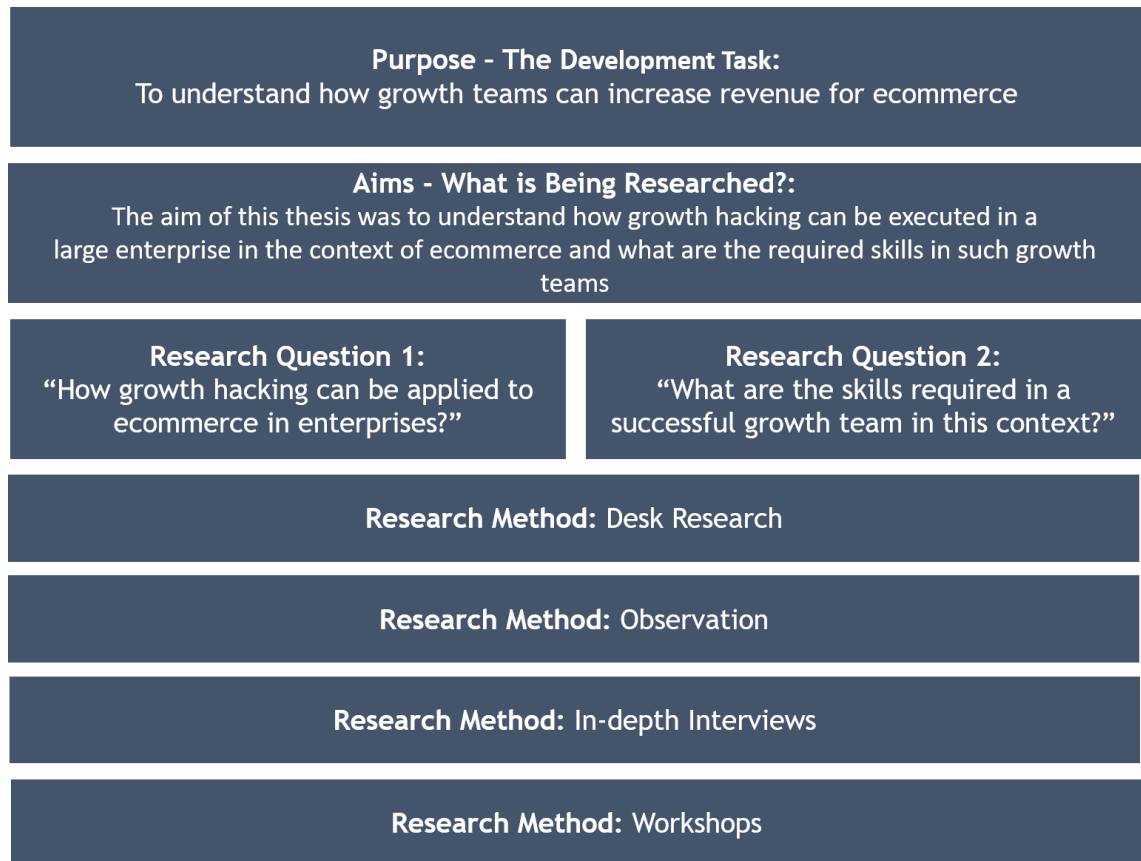 Purpose – The Development Task:
To understand how growth teams can increase revenue for ecommerce
Aims - What is Being Researched?:
The aim of this thesis was to understand how growth hacking can be executed in a
large enterprise in the context of ecommerce and what are the required skills in such growth
teams
Research Question 1:
“How growth hacking can be applied to
ecommerce in enterprises?”
Research Question 2:
“What are the skills required in a
successful growth team in this context?”
Research Method: Desk Research
Research Method: Observation
Research Method: In-depth Interviews
Research Method: Workshops